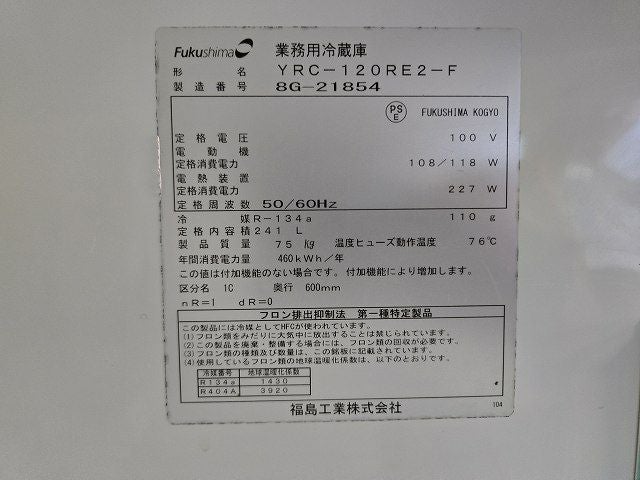 Fukushima 業務用冷蔵庫
形 名 YRC-120RE2-F
製造番号 8G-21854
PS E FUKUSHIMA KOGYO
定格電圧 100 V
電動機
定格消費電力 108/118 W
電熱装置
定格消費電力 227 W
定格周波数 50/60Hz
冷 媒 R-134a 110 g
定格内容積 241 L
製品質量 75 kg 温度ヒューズ動作温度 76℃
年間消費電力量 460kWh/年
この値は付加機能のない場合です。付加機能により増加します。
区分名 1C 奥行 600mm
nR=1 dR=0
フロン排出抑制法 第一種特定製品
この製品には冷媒としてHFCが使われています。
(1) フロン類をみだりに大気中に放出することは禁じられています。
(2) この製品を廃棄・整備する場合には、フロン類の回収が必要です。
(3) フロン類の種類及び数量は、この銘板に記載されています。
(4) 使用しているフロン類の地球温暖化係数は、以下のとおりです。
冷媒番号 地球温暖化係数
R134a 1430
R404A 3920
福島工業株式会社
104